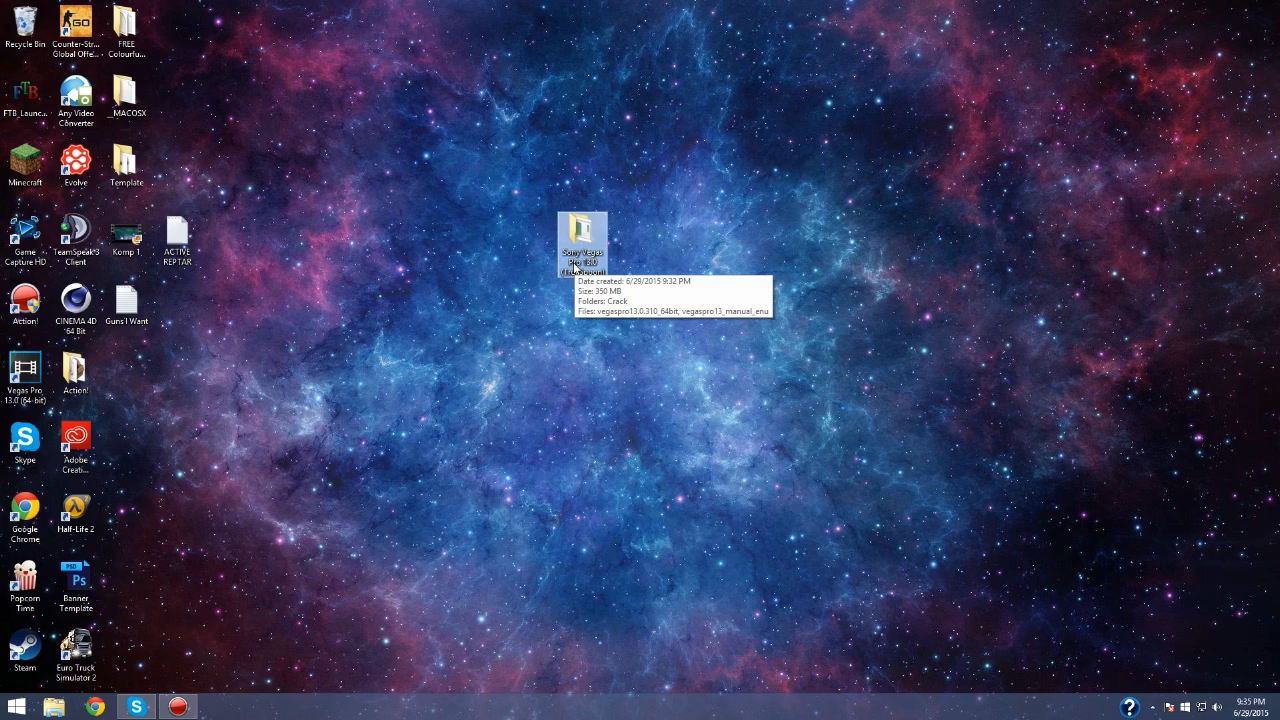 Recycle Bin
Counter-Str...
Global Offe...
FREE
Colourfu...
FTB_Launc...
Any Video
Converter
__MACOSX
Minecraft
Evolve
Template
Game
Capture HD
TeamSpeak 3
Client
Komp 1
ACTIVE
REPTAR
Action!
CINEMA 4D
64 Bit
Guns I Want
Vegas Pro
13.0 (64-bit)
Action!
Skype
Adobe
Creati...
Google
Chrome
Half-Life 2
Popcorn
Time
PSD
Ps
Banner
Template
Steam
Euro Truck
Simulator 2
Sony Vegas
Pro 13.0
Date created: 6/29/2015 9:32 PM
Size: 350 MB
Folders: Crack
Files: vegaspro13.0.310_64bit, vegaspro13_manual_enu
9:35 PM
6/29/2015